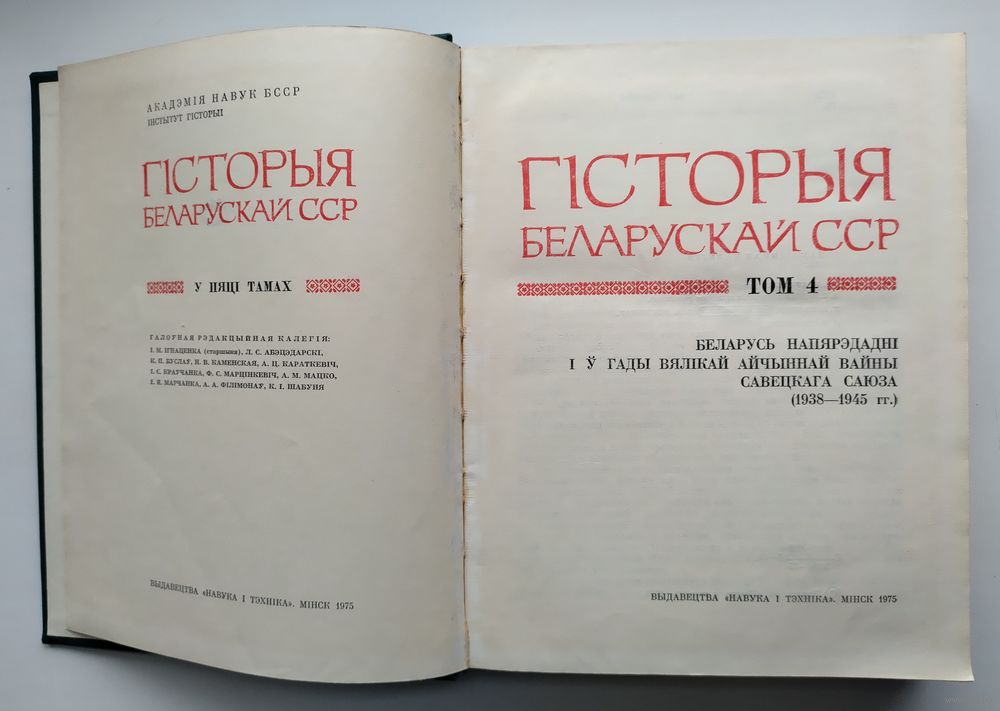 АКАДЭМІЯ НАВУК БССР
ІНСТЫТУТ ГІСТОРЫІ
ГІСТОРЫЯ
БЕЛАРУСКАЙ ССР
У ПЯЦІ ТАМАХ
ГАЛОЎНАЯ РЭДАКЦЫЙНАЯ КАЛЕГІЯ:
І. М. ІГНАЦЕНКА (старшыня), Л. С. АБЭЦЭДАРСКІ,
К. П. БУСЛАЎ, Н. В. КАМЕНСКАЯ, А. Ц. КАРАТКЕВІЧ,
І. С. КРАЎЧАНКА, Ф. С. МАРЦІНКЕВІЧ, А. М. МАЦКО,
І. Я. МАРЧАНКА, А. А. ФІЛІМОНАЎ, К. І. ШАБУНЯ
ВЫДАВЕЦТВА «НАВУКА І ТЭХНІКА». МІНСК 1975
ГІСТОРЫЯ
БЕЛАРУСКАЙ ССР
ТОМ 4
БЕЛАРУСЬ НАПЯРЭДАДНІ
І Ў ГАДЫ ВЯЛІКАЙ АЙЧЫННАЙ ВАЙНЫ
САВЕЦКАГА САЮЗА
(1938—1945 гг.)
ВЫДАВЕЦТВА «НАВУКА І ТЭХНІКА». МІНСК 1975